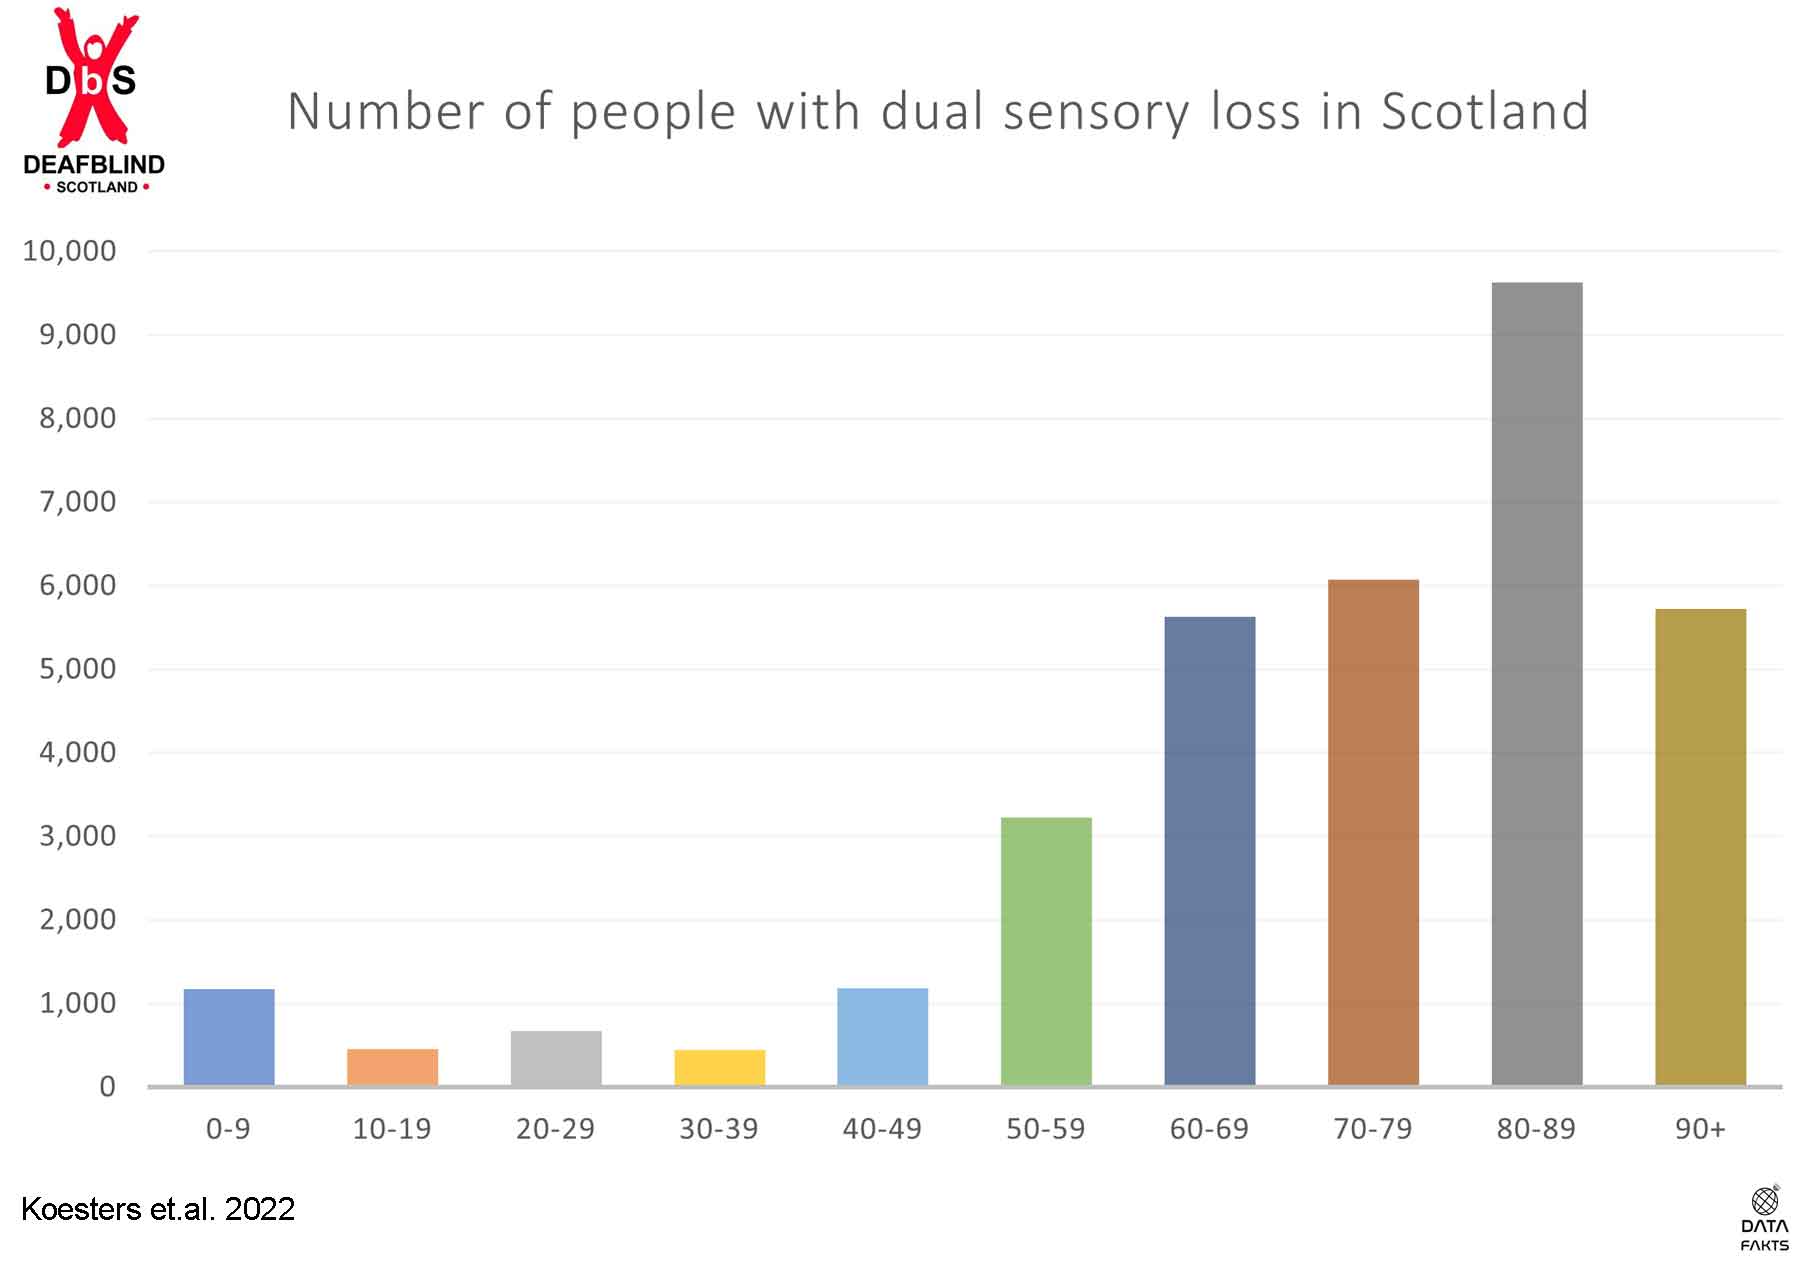 DbS
DEAFBLIND
• SCOTLAND •
Number of people with dual sensory loss in Scotland
10,000
9,000
8,000
7,000
6,000
5,000
4,000
3,000
2,000
1,000
0
0-9 10-19 20-29 30-39 40-49 50-59 60-69 70-79 80-89 90+
Koesters et.al. 2022
DATA
FAKTS